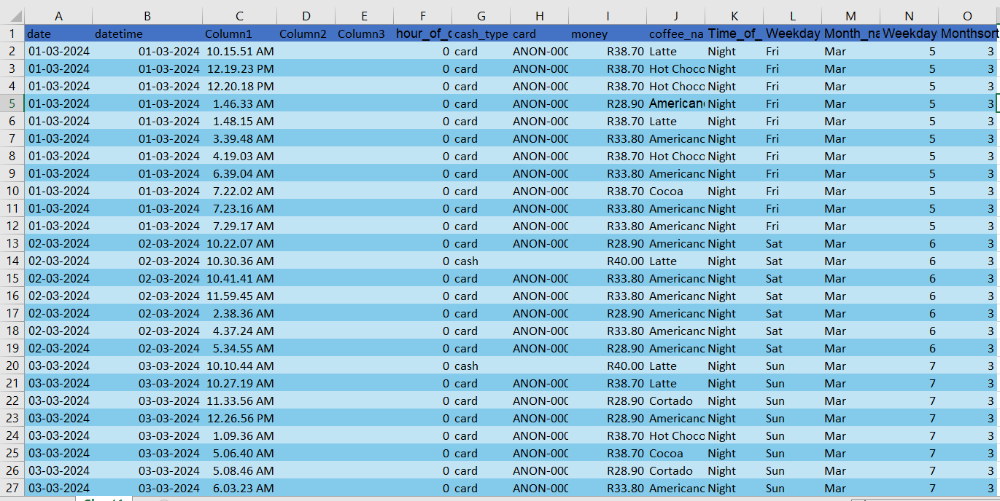 A B C D E F G H I J K L M N O
1 date datetime Column1 Column2 Column3 hour_of_ cash_type card money coffee_na Time_of_ Weekday Month_na Weekday Monthsort
2 01-03-2024 01-03-2024 10.15.51 AM 0 card ANON-000 R38.70 Latte Night Fri Mar 5 3
3 01-03-2024 01-03-2024 12.19.23 PM 0 card ANON-000 R38.70 Hot Choco Night Fri Mar 5 3
4 01-03-2024 01-03-2024 12.20.18 PM 0 card ANON-000 R38.70 Hot Choco Night Fri Mar 5 3
5 01-03-2024 01-03-2024 1.46.33 AM 0 card ANON-000 R28.90 American Night Fri Mar 5 3
6 01-03-2024 01-03-2024 1.48.15 AM 0 card ANON-000 R38.70 Latte Night Fri Mar 5 3
7 01-03-2024 01-03-2024 3.39.48 AM 0 card ANON-000 R33.80 Americano Night Fri Mar 5 3
8 01-03-2024 01-03-2024 4.19.03 AM 0 card ANON-000 R38.70 Hot Choco Night Fri Mar 5 3
9 01-03-2024 01-03-2024 6.39.04 AM 0 card ANON-000 R33.80 Americano Night Fri Mar 5 3
10 01-03-2024 01-03-2024 7.22.02 AM 0 card ANON-000 R38.70 Cocoa Night Fri Mar 5 3
11 01-03-2024 01-03-2024 7.23.16 AM 0 card ANON-000 R33.80 Americano Night Fri Mar 5 3
12 01-03-2024 01-03-2024 7.29.17 AM 0 card ANON-000 R33.80 Americano Night Fri Mar 5 3
13 02-03-2024 02-03-2024 10.22.07 AM 0 card ANON-000 R28.90 Americano Night Sat Mar 6 3
14 02-03-2024 02-03-2024 10.30.36 AM 0 cash R40.00 Latte Night Sat Mar 6 3
15 02-03-2024 02-03-2024 10.41.41 AM 0 card ANON-000 R33.80 Americano Night Sat Mar 6 3
16 02-03-2024 02-03-2024 11.59.45 AM 0 card ANON-000 R33.80 Americano Night Sat Mar 6 3
17 02-03-2024 02-03-2024 2.38.36 AM 0 card ANON-000 R28.90 Americano Night Sat Mar 6 3
18 02-03-2024 02-03-2024 4.37.24 AM 0 card ANON-000 R33.80 Americano Night Sat Mar 6 3
19 02-03-2024 02-03-2024 5.34.55 AM 0 card ANON-000 R28.90 Americano Night Sat Mar 6 3
20 03-03-2024 03-03-2024 10.10.44 AM 0 cash R40.00 Latte Night Sun Mar 7 3
21 03-03-2024 03-03-2024 10.27.19 AM 0 card ANON-000 R38.70 Latte Night Sun Mar 7 3
22 03-03-2024 03-03-2024 11.33.56 AM 0 card ANON-000 R28.90 Cortado Night Sun Mar 7 3
23 03-03-2024 03-03-2024 12.26.56 PM 0 card ANON-000 R28.90 Americano Night Sun Mar 7 3
24 03-03-2024 03-03-2024 1.09.36 AM 0 card ANON-000 R38.70 Hot Choco Night Sun Mar 7 3
25 03-03-2024 03-03-2024 5.06.40 AM 0 card ANON-000 R38.70 Cocoa Night Sun Mar 7 3
26 03-03-2024 03-03-2024 5.08.46 AM 0 card ANON-000 R28.90 Cortado Night Sun Mar 7 3
27 03-03-2024 03-03-2024 6.03.23 AM 0 card ANON-000 R33.80 Americano Night Sun Mar 7 3